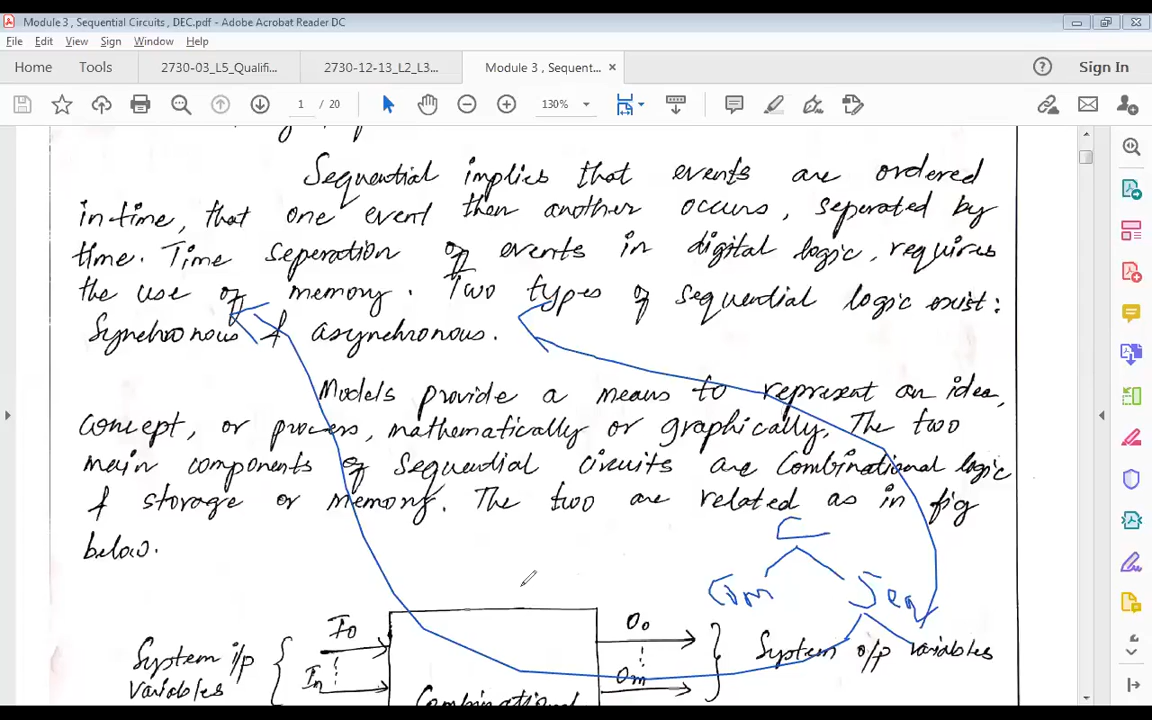 Module 3 , Sequential Circuits , DEC.pdf - Adobe Acrobat Reader DC
File Edit View Sign Window Help
Home Tools 2730-03_L5_Qualifi... 2730-12-13_L2_L3... Module 3 , Sequent... × Sign In
1 / 20 130%
Sequential implies that events are ordered
in-time, that one event then another occurs, seperated by
time. Time seperation of events in digital logic, requires
the use of memory. Two types of sequential logic exist:
Synchronous & asynchronous.
Models provide a means to represent an idea,
concept, or process, mathematically or graphically. The two
main components of Sequential circuits are Combinational logic
& storage or memory. The two are related as in fig
below.
C
Com Seq
System i/p variables
I0
In
Combinational
O0
Om
System o/p variables